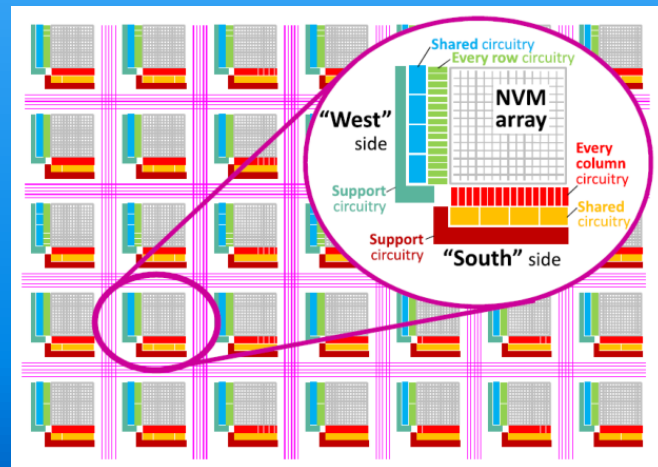 Shared circuitry
Every row circuitry
NVM
array
“West”
side
Every
column
circuitry
Support
circuitry
Shared
circuitry
Support
circuitry
“South” side